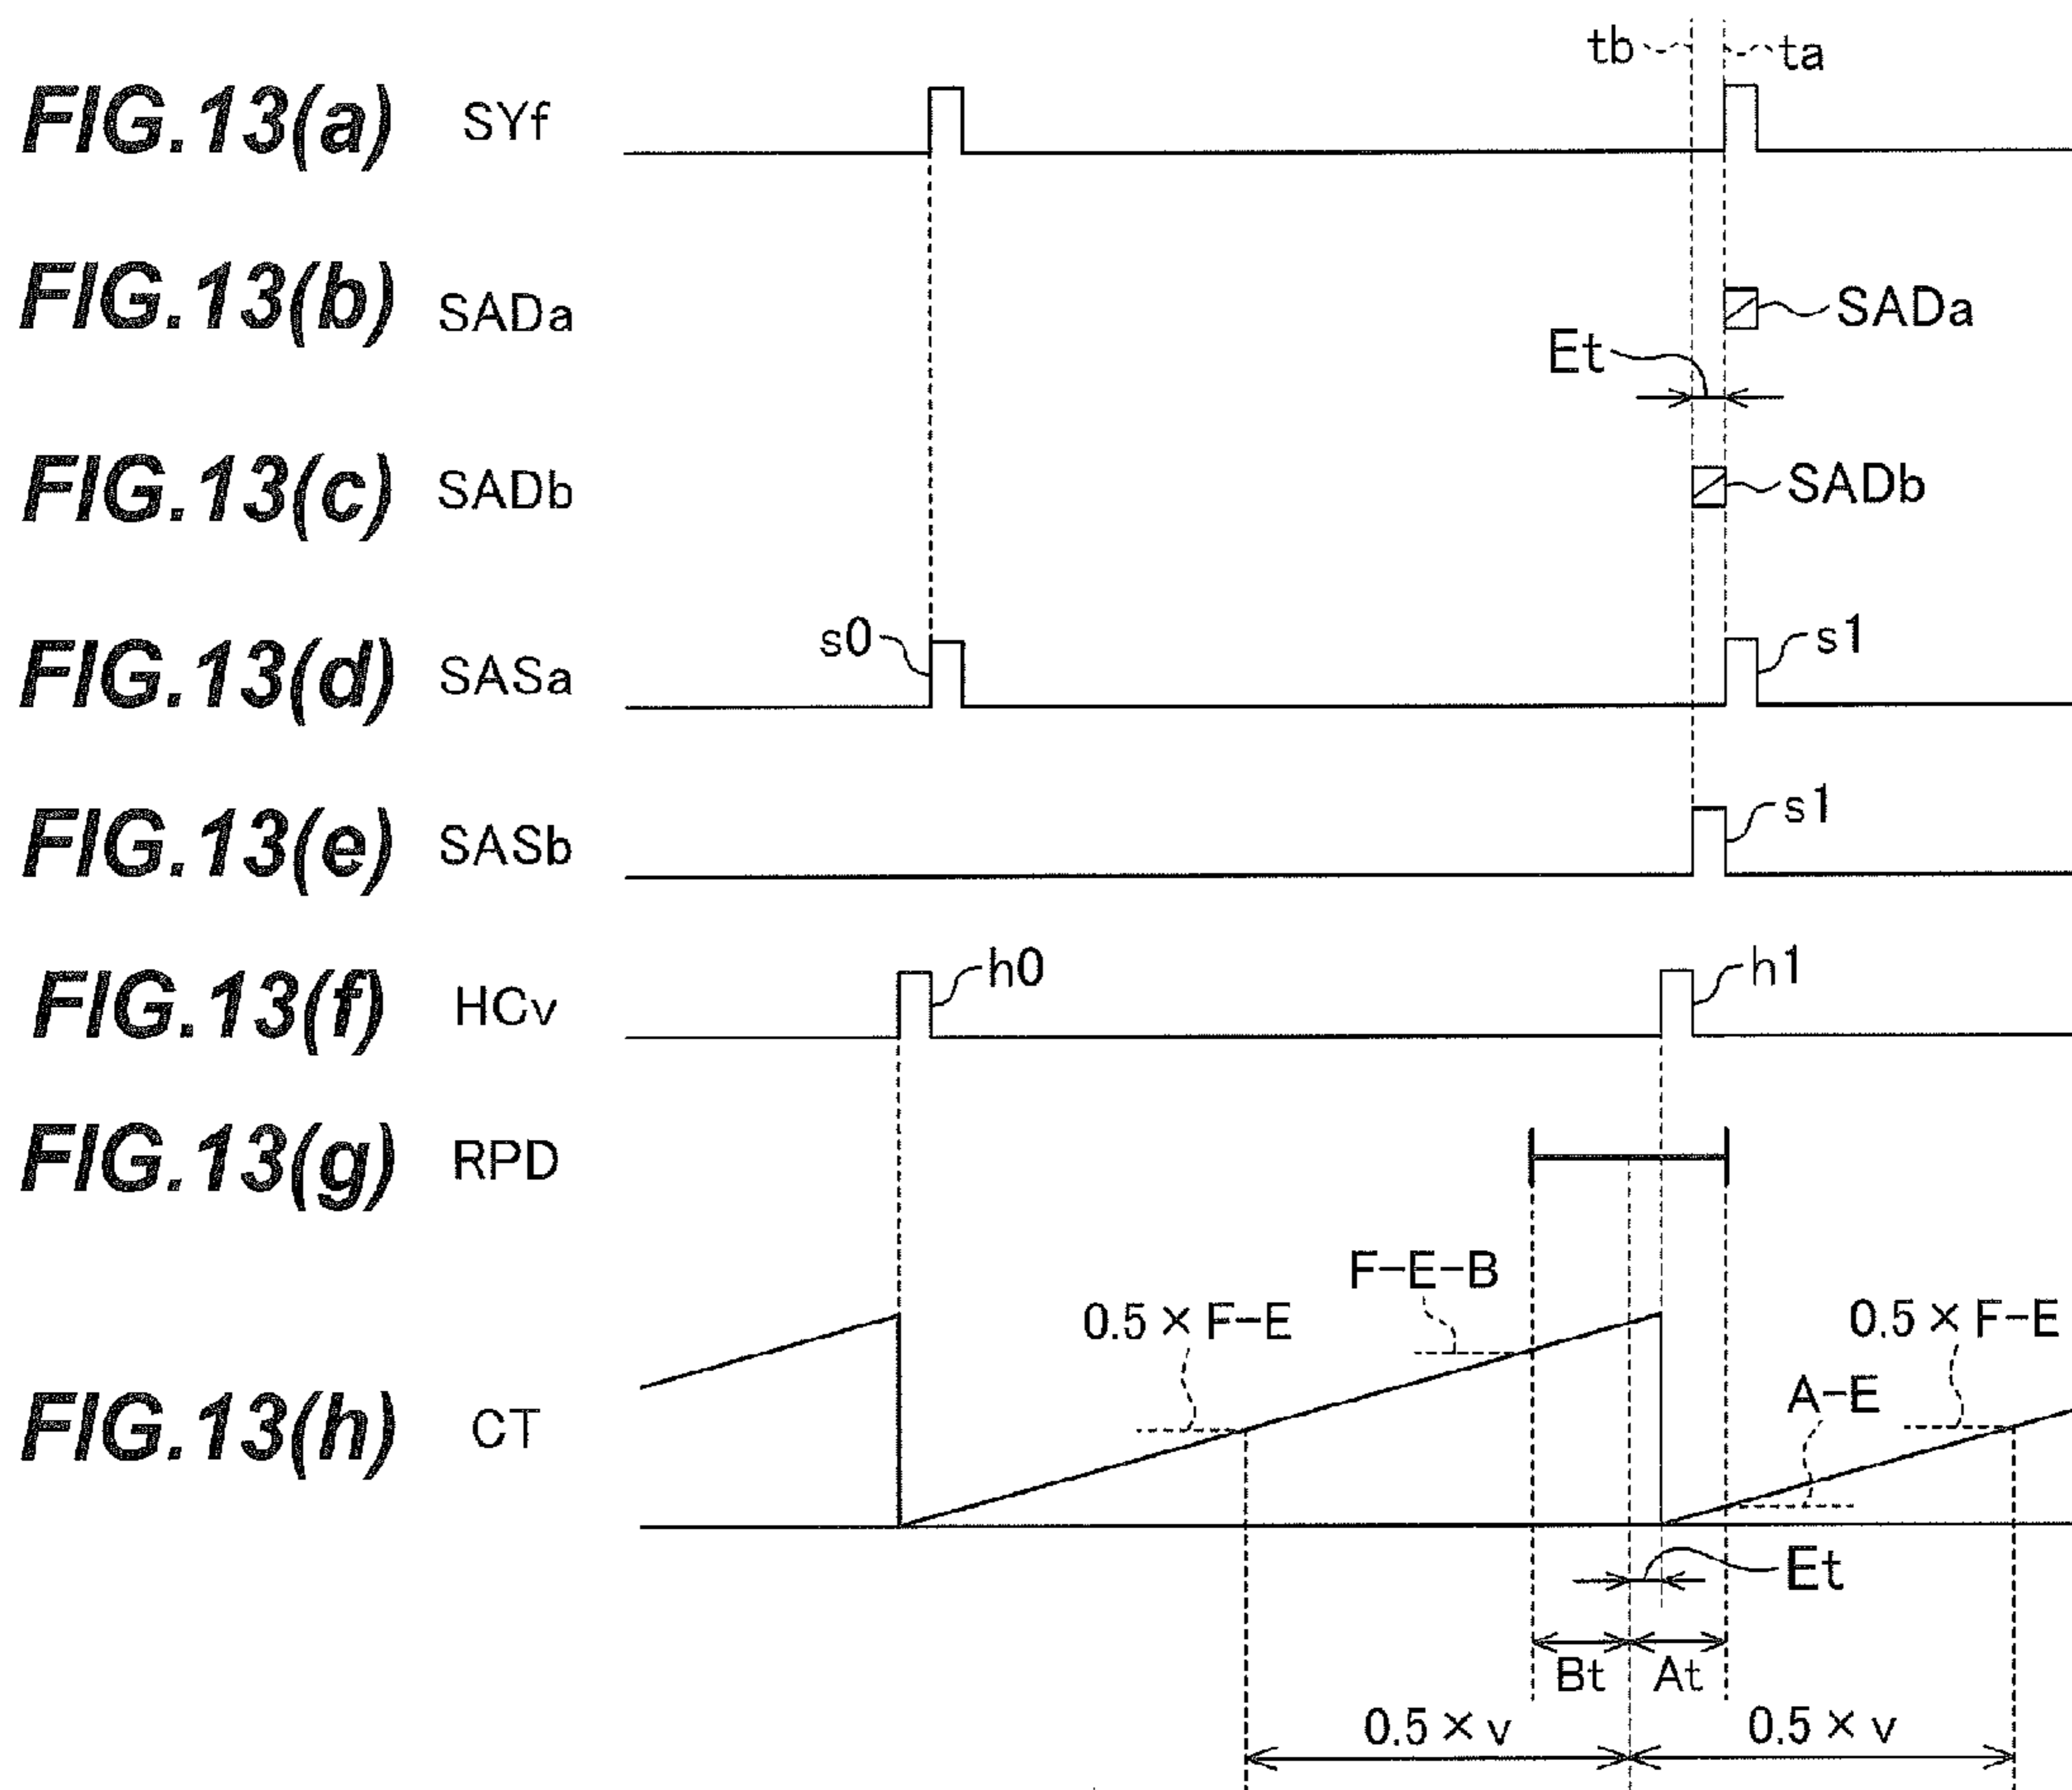 tb ta
FIG.13(a) SYf
FIG.13(b) SADa SADa
Et
FIG.13(c) SADb SADb
s0 s1
FIG.13(d) SASa
s1
FIG.13(e) SASb
h0 h1
FIG.13(f) HCv
FIG.13(g) RPD
F-E-B
0.5 × F-E 0.5 × F-E
A-E
FIG.13(h) CT
Et
Bt At
0.5 × v 0.5 × v